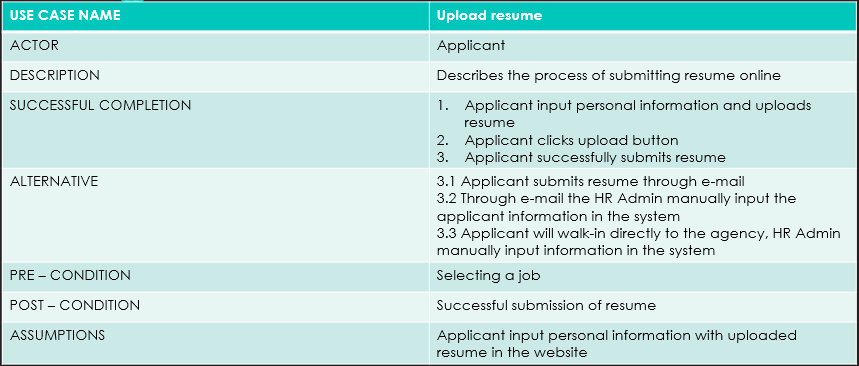 USE CASE NAME Upload resume
ACTOR Applicant
DESCRIPTION Describes the process of submitting resume online
SUCCESSFUL COMPLETION 1. Applicant input personal information and uploads
resume
2. Applicant clicks upload button
3. Applicant successfully submits resume
ALTERNATIVE 3.1 Applicant submits resume through e-mail
3.2 Through e-mail the HR Admin manually input the
applicant information in the system
3.3 Applicant will walk-in directly to the agency, HR Admin
manually input information in the system
PRE – CONDITION Selecting a job
POST – CONDITION Successful submission of resume
ASSUMPTIONS Applicant input personal information with uploaded
resume in the website